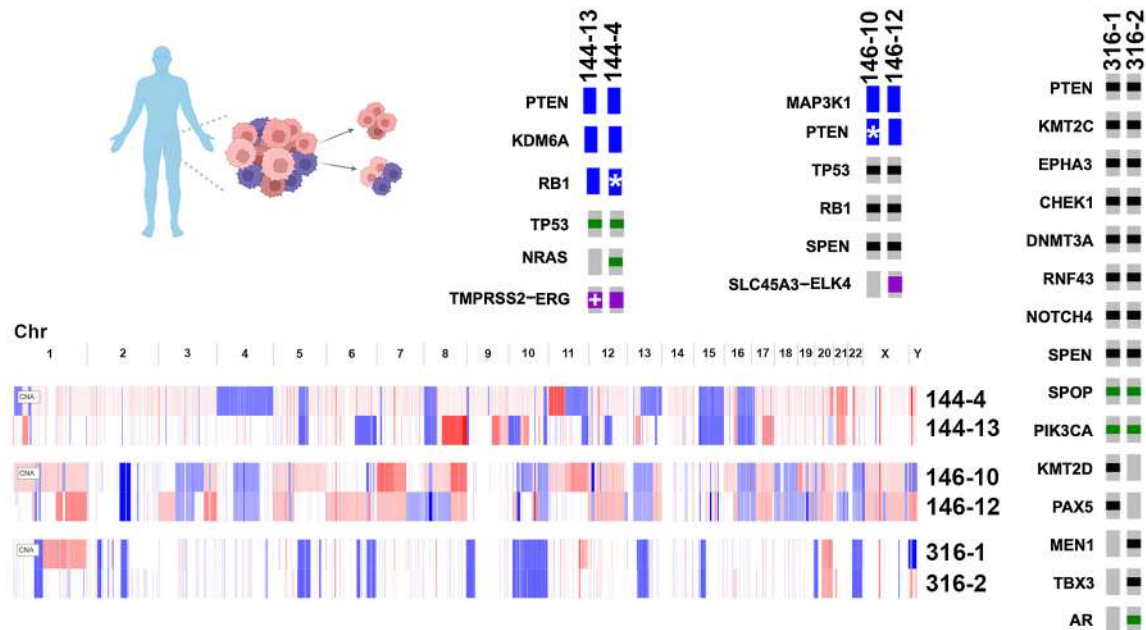 144-13
144-4
PTEN
KDM6A
RB1
*
TP53
NRAS
TMPRSS2−ERG
+
146-10
146-12
MAP3K1
PTEN
*
TP53
RB1
SPEN
SLC45A3−ELK4
316-1
316-2
PTEN
KMT2C
EPHA3
CHEK1
DNMT3A
RNF43
NOTCH4
SPEN
SPOP
PIK3CA
KMT2D
PAX5
MEN1
TBX3
AR
Chr
1 2 3 4 5 6 7 8 9 10 11 12 13 14 15 16 17 18 19 20 21 22 X Y
CNA
144-4
144-13
CNA
146-10
146-12
CNA
316-1
316-2